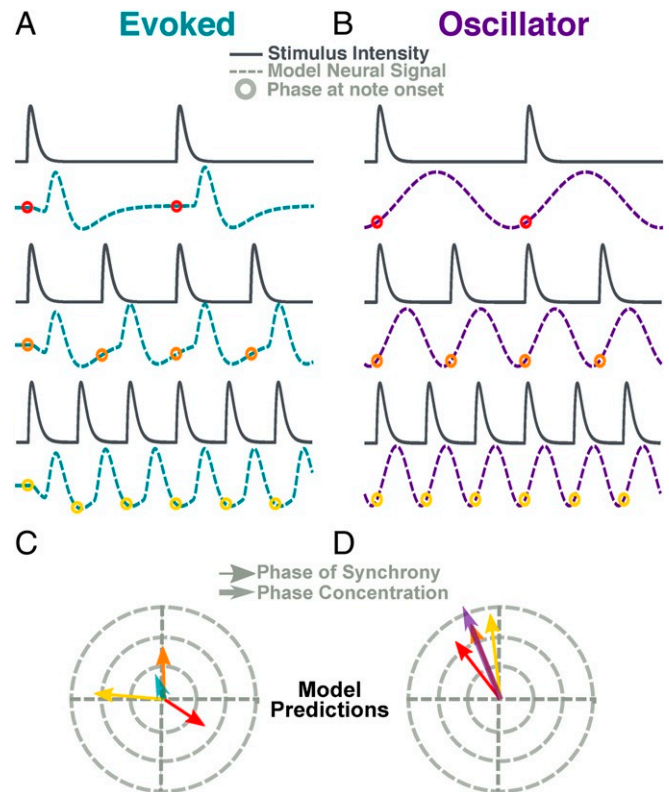 A Evoked
B Oscillator
Stimulus Intensity
Model Neural Signal
Phase at note onset
C
D
Phase of Synchrony
Phase Concentration
Model
Predictions